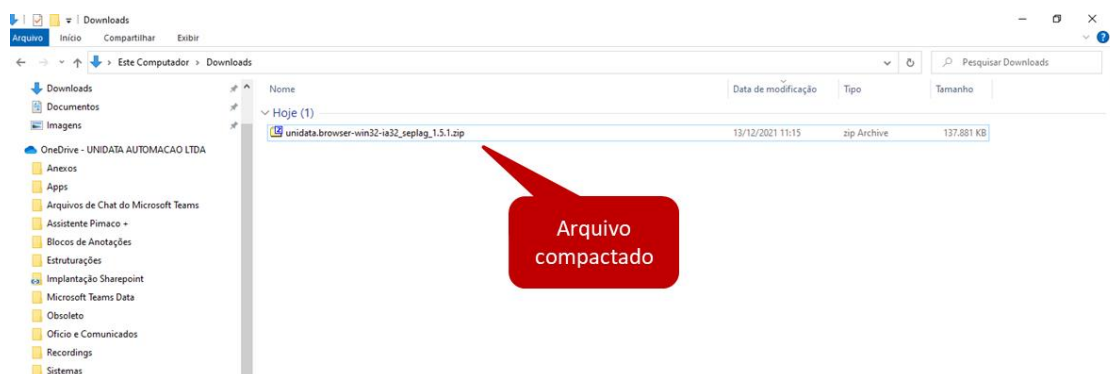 Downloads
Arquivo Início Compartilhar Exibir
Este Computador > Downloads
Pesquisar Downloads
Downloads
Documentos
Imagens
OneDrive - UNIDATA AUTOMACAO LTDA
Anexos
Apps
Arquivos de Chat do Microsoft Teams
Assistente Pimaco +
Blocos de Anotações
Estruturações
Implantação Sharepoint
Microsoft Teams Data
Obsoleto
Oficio e Comunicados
Recordings
Sistemas
Nome Data de modificação Tipo Tamanho
Hoje (1)
unidata.browser-win32-ia32_seplag_1.5.1.zip 13/12/2021 11:15 zip Archive 137.881 KB
Arquivo
compactado